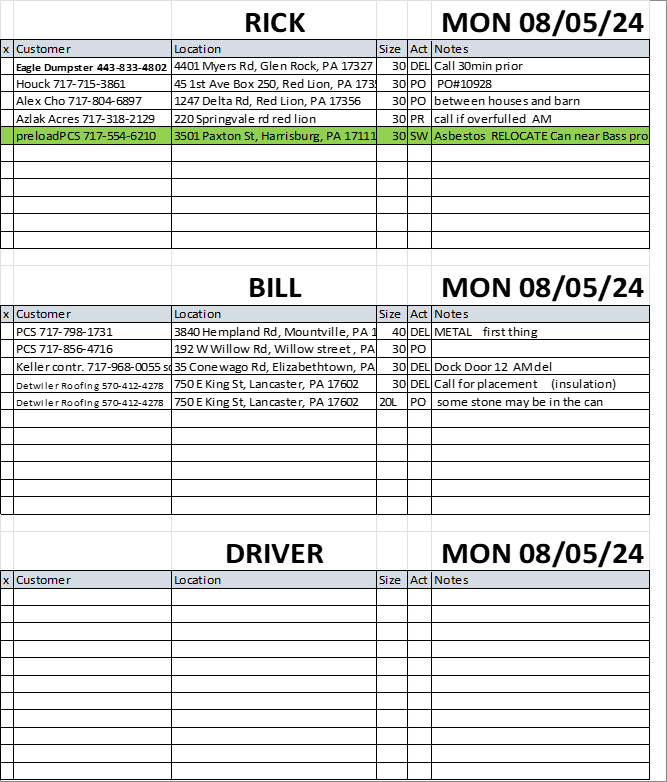 RICK MON 08/05/24
x Customer Location Size Act Notes
Eagle Dumpster 443-833-4802 4401 Myers Rd, Glen Rock, PA 17327 30 DEL Call 30min prior
Houck 717-715-3861 45 1st Ave Box 250, Red Lion, PA 1735 30 PO PO#10928
Alex Cho 717-804-6897 1247 Delta Rd, Red Lion, PA 17356 30 PO between houses and barn
Azlak Acres 717-318-2129 220 Springvale rd red lion 30 PR call if overfulled AM
preloadPCS 717-554-6210 3501 Paxton St, Harrisburg, PA 17111 30 SW Asbestos RELOCATE Can near Bass pro
BILL MON 08/05/24
x Customer Location Size Act Notes
PCS 717-798-1731 3840 Hempland Rd, Mountville, PA 1 40 DEL METAL first thing
PCS 717-856-4716 192 W Willow Rd, Willow street , PA 30 PO
Keller contr. 717-968-0055 sc 35 Conewago Rd, Elizabethtown, PA 30 DEL Dock Door 12 AM del
Detwiler Roofing 570-412-4278 750 E King St, Lancaster, PA 17602 30 DEL Call for placement (insulation)
Detwiler Roofing 570-412-4278 750 E King St, Lancaster, PA 17602 20L PO some stone may be in the can
DRIVER MON 08/05/24
x Customer Location Size Act Notes